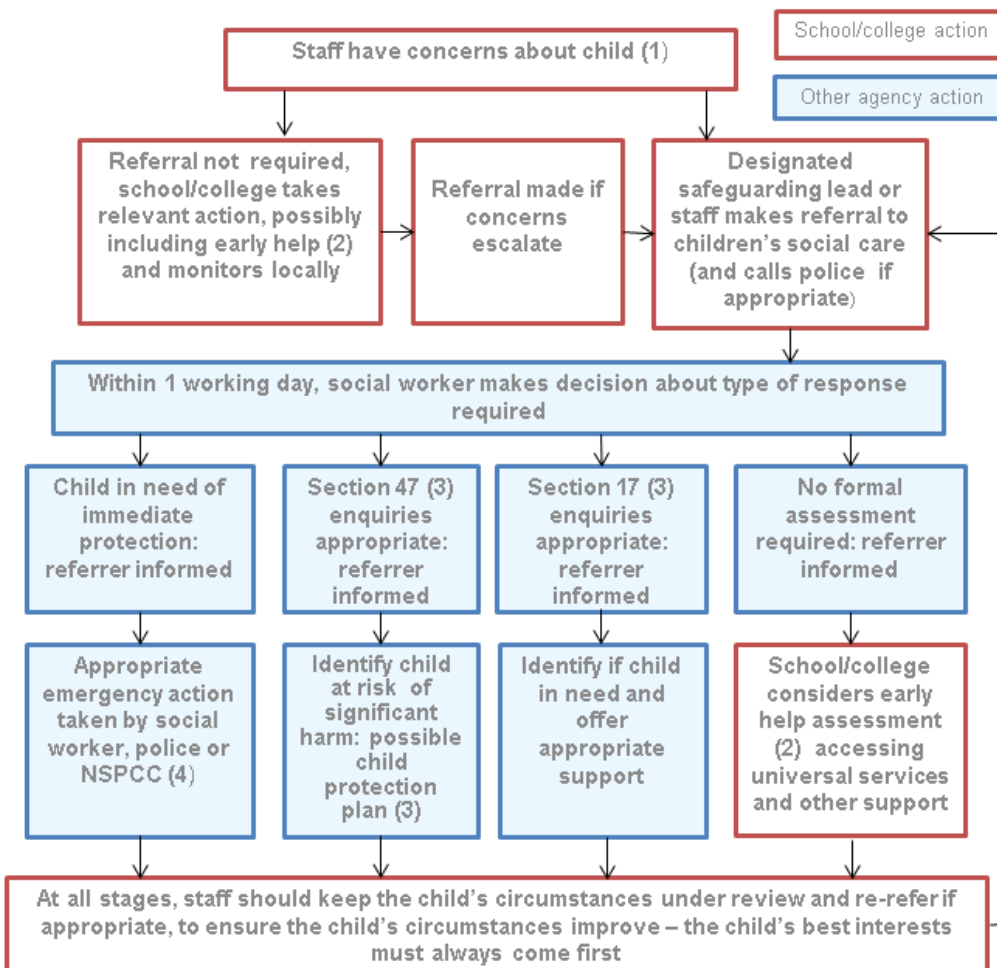 School/college action
Staff have concerns about child (1)
Other agency action
Referral not required,
school/college takes
relevant action, possibly
including early help (2)
and monitors locally
Referral made if
concerns
escalate
Designated
safeguarding lead or
staff makes referral to
children’s social care
(and calls police if
appropriate)
Within 1 working day, social worker makes decision about type of response
required
Child in need of
immediate
protection:
referrer informed
Section 47 (3)
enquiries
appropriate:
referrer
informed
Section 17 (3)
enquiries
appropriate:
referrer
informed
No formal
assessment
required: referrer
informed
Appropriate
emergency action
taken by social
worker, police or
NSPCC (4)
Identify child
at risk of
significant
harm: possible
child
protection
plan (3)
Identify if child
in need and
offer
appropriate
support
School/college
considers early
help assessment
(2) accessing
universal services
and other support
At all stages, staff should keep the child’s circumstances under review and re-refer if
appropriate, to ensure the child’s circumstances improve – the child’s best interests
must always come first